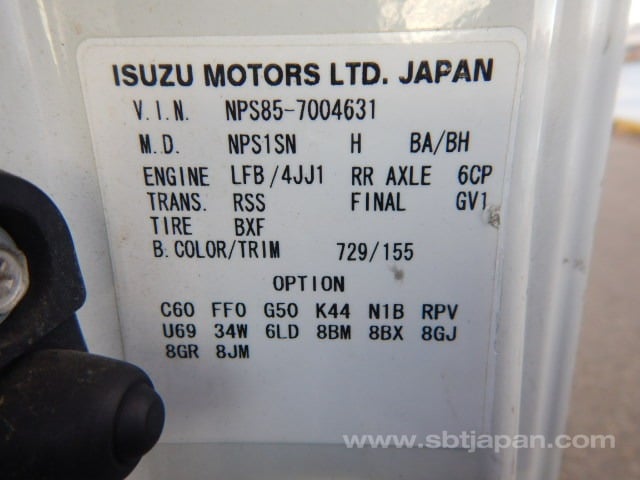 ISUZU MOTORS LTD. JAPAN
V.I.N. NPS85-7004631
M.D. NPS1SN H BA/BH
ENGINE LFB/4JJ1 RR AXLE 6CP
TRANS. RSS FINAL GV1
TIRE BXF
B.COLOR/TRIM 729/155
OPTION
C60 FF0 G50 K44 N1B RPV
U69 34W 6LD 8BM 8BX 8GJ
8GR 8JM
www.sbtjapan.com